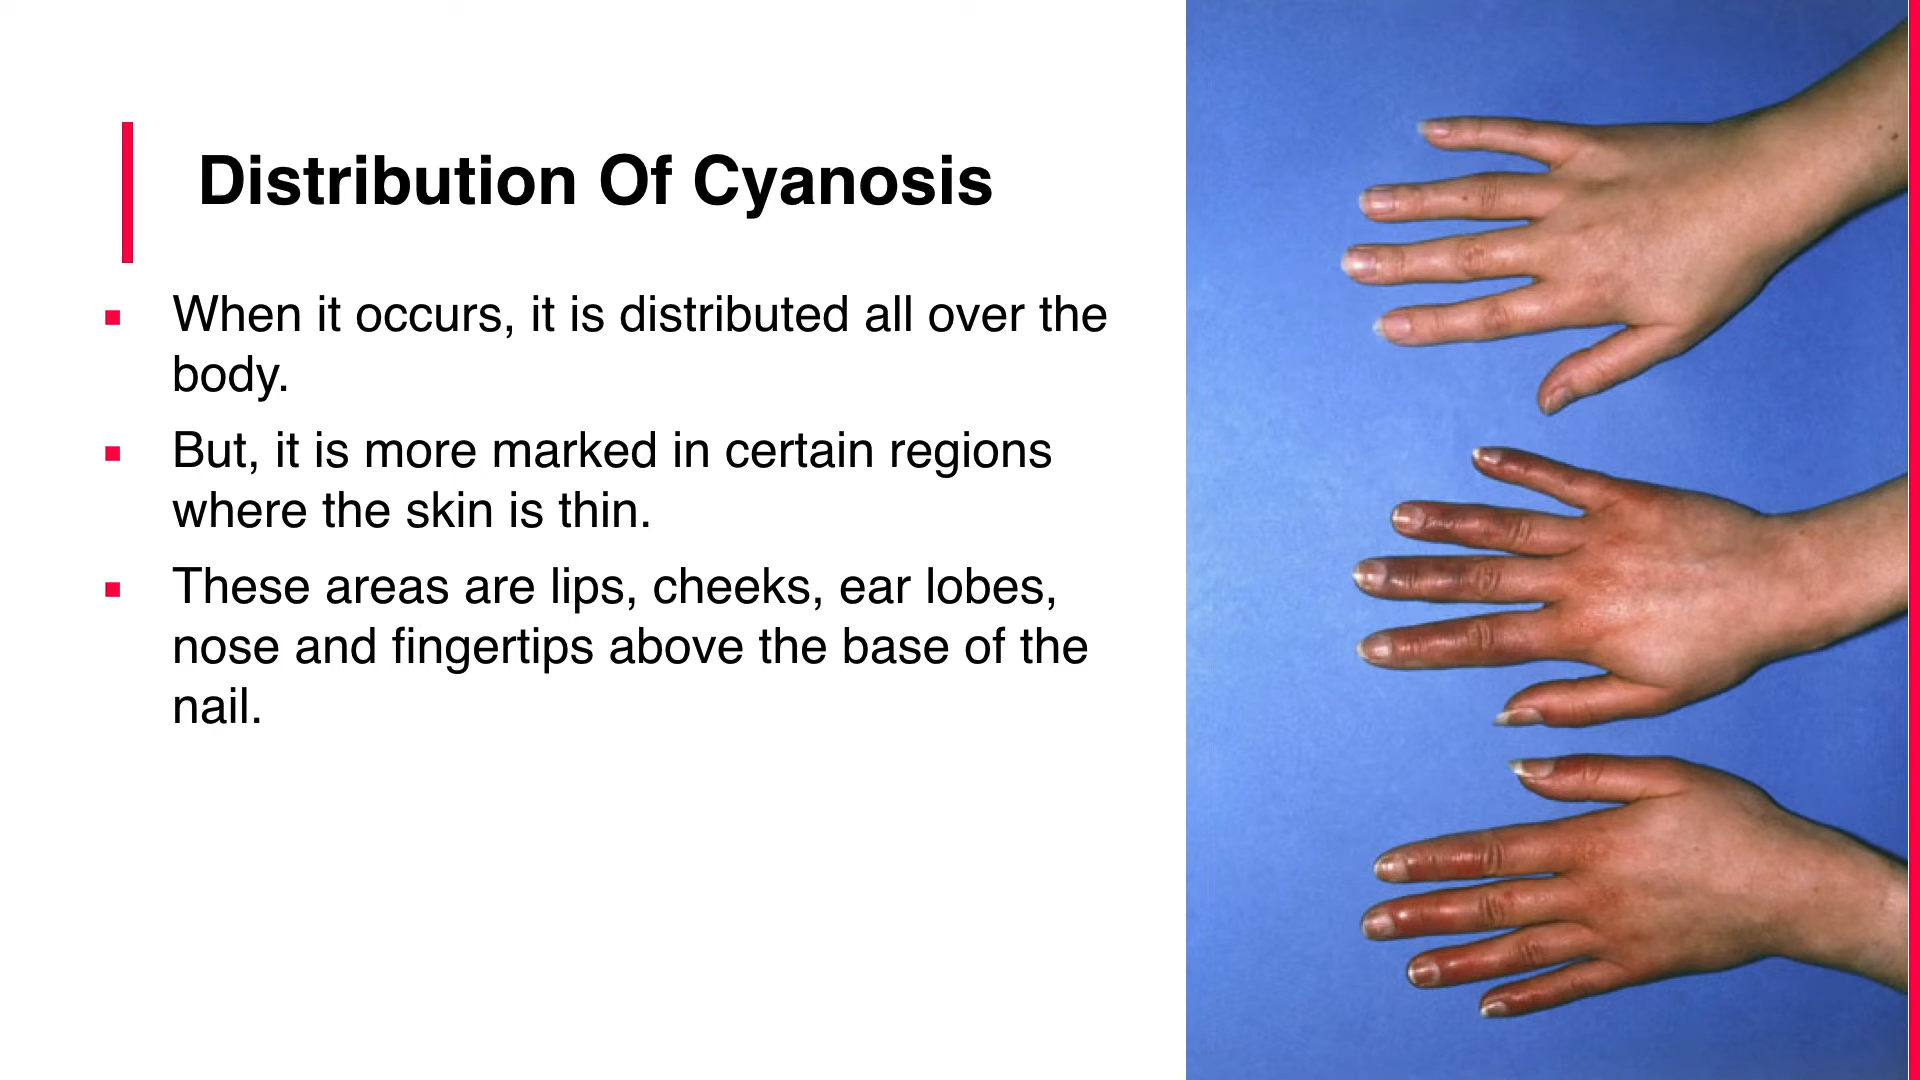 Distribution Of Cyanosis
When it occurs, it is distributed all over the
body.
But, it is more marked in certain regions
where the skin is thin.
These areas are lips, cheeks, ear lobes,
nose and fingertips above the base of the
nail.